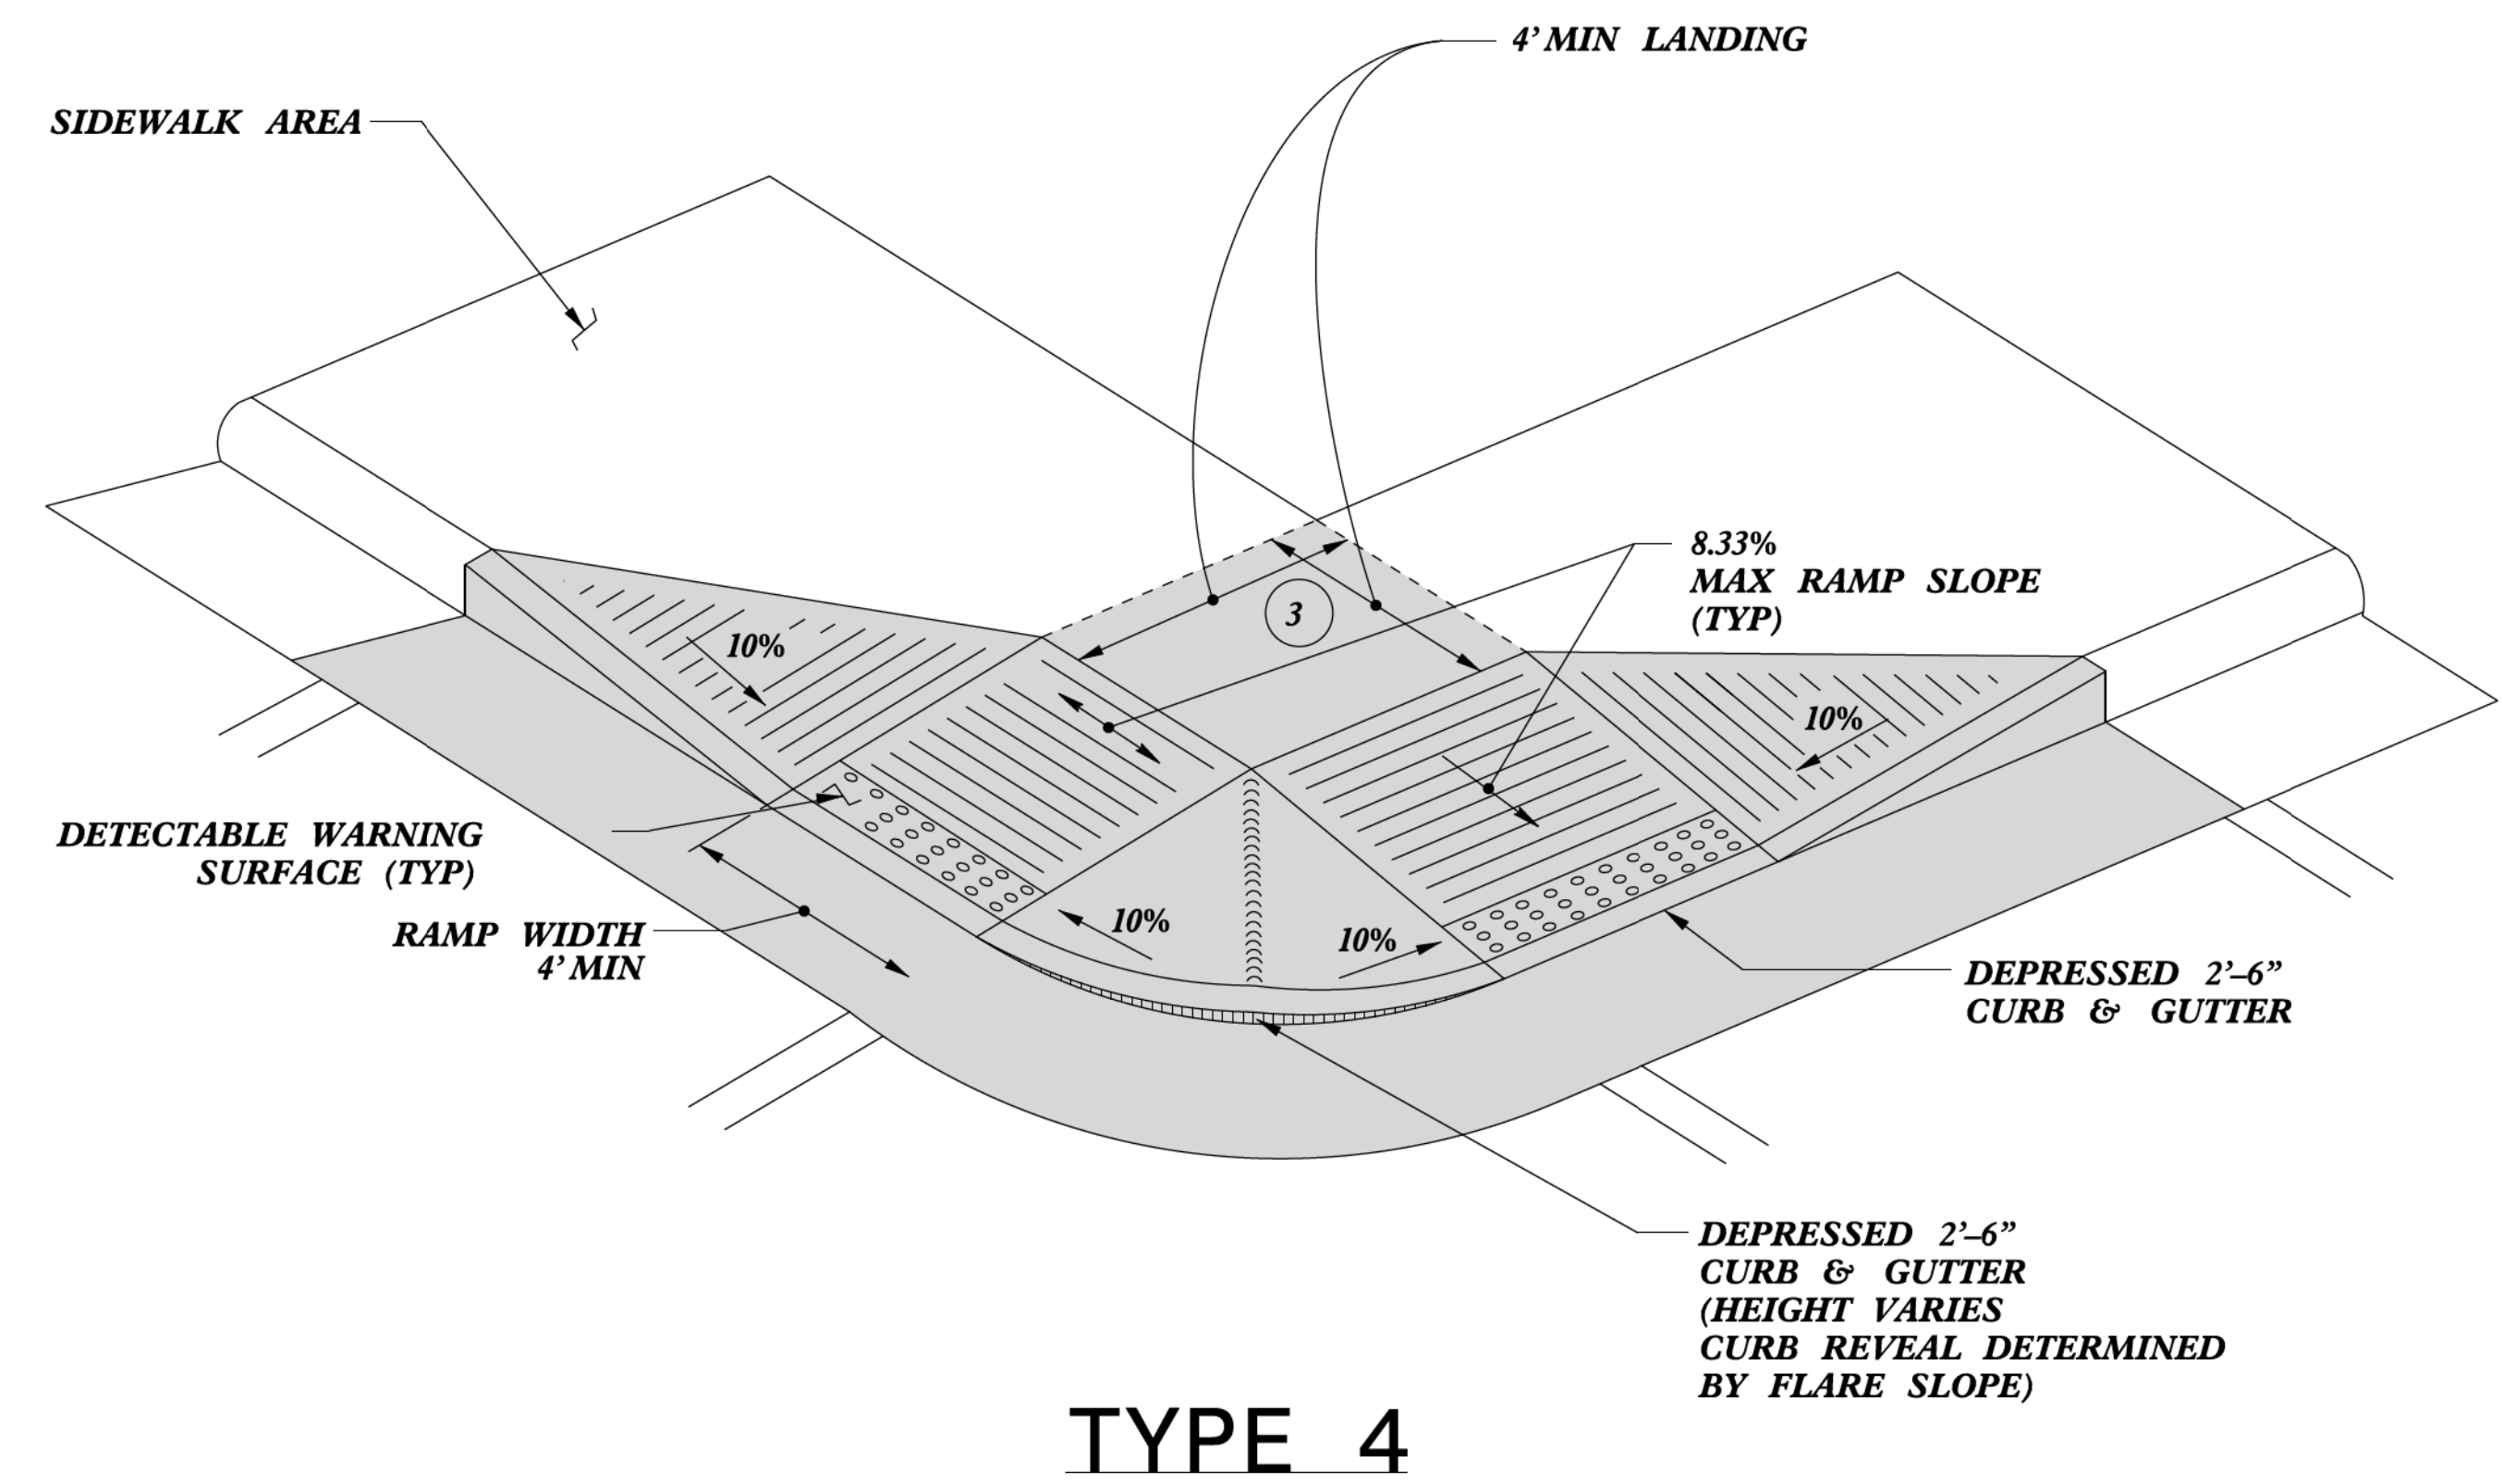 4' MIN LANDING
SIDEWALK AREA
8.33%
MAX RAMP SLOPE
(TYP)
3
10%
10%
DETECTABLE WARNING
SURFACE (TYP)
RAMP WIDTH
4' MIN
10%
10%
DEPRESSED 2'–6”
CURB & GUTTER
DEPRESSED 2'–6”
CURB & GUTTER
(HEIGHT VARIES
CURB REVEAL DETERMINED
BY FLARE SLOPE)
TYPE 4